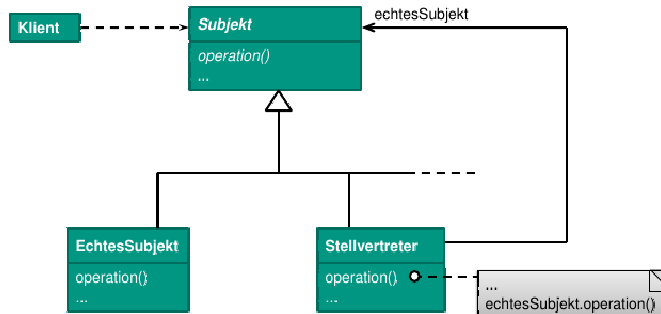 Klient
Subjekt
echtesSubjekt
operation()
...
EchtesSubjekt
operation()
...
Stellvertreter
operation()
...
...
echtesSubjekt.operation()